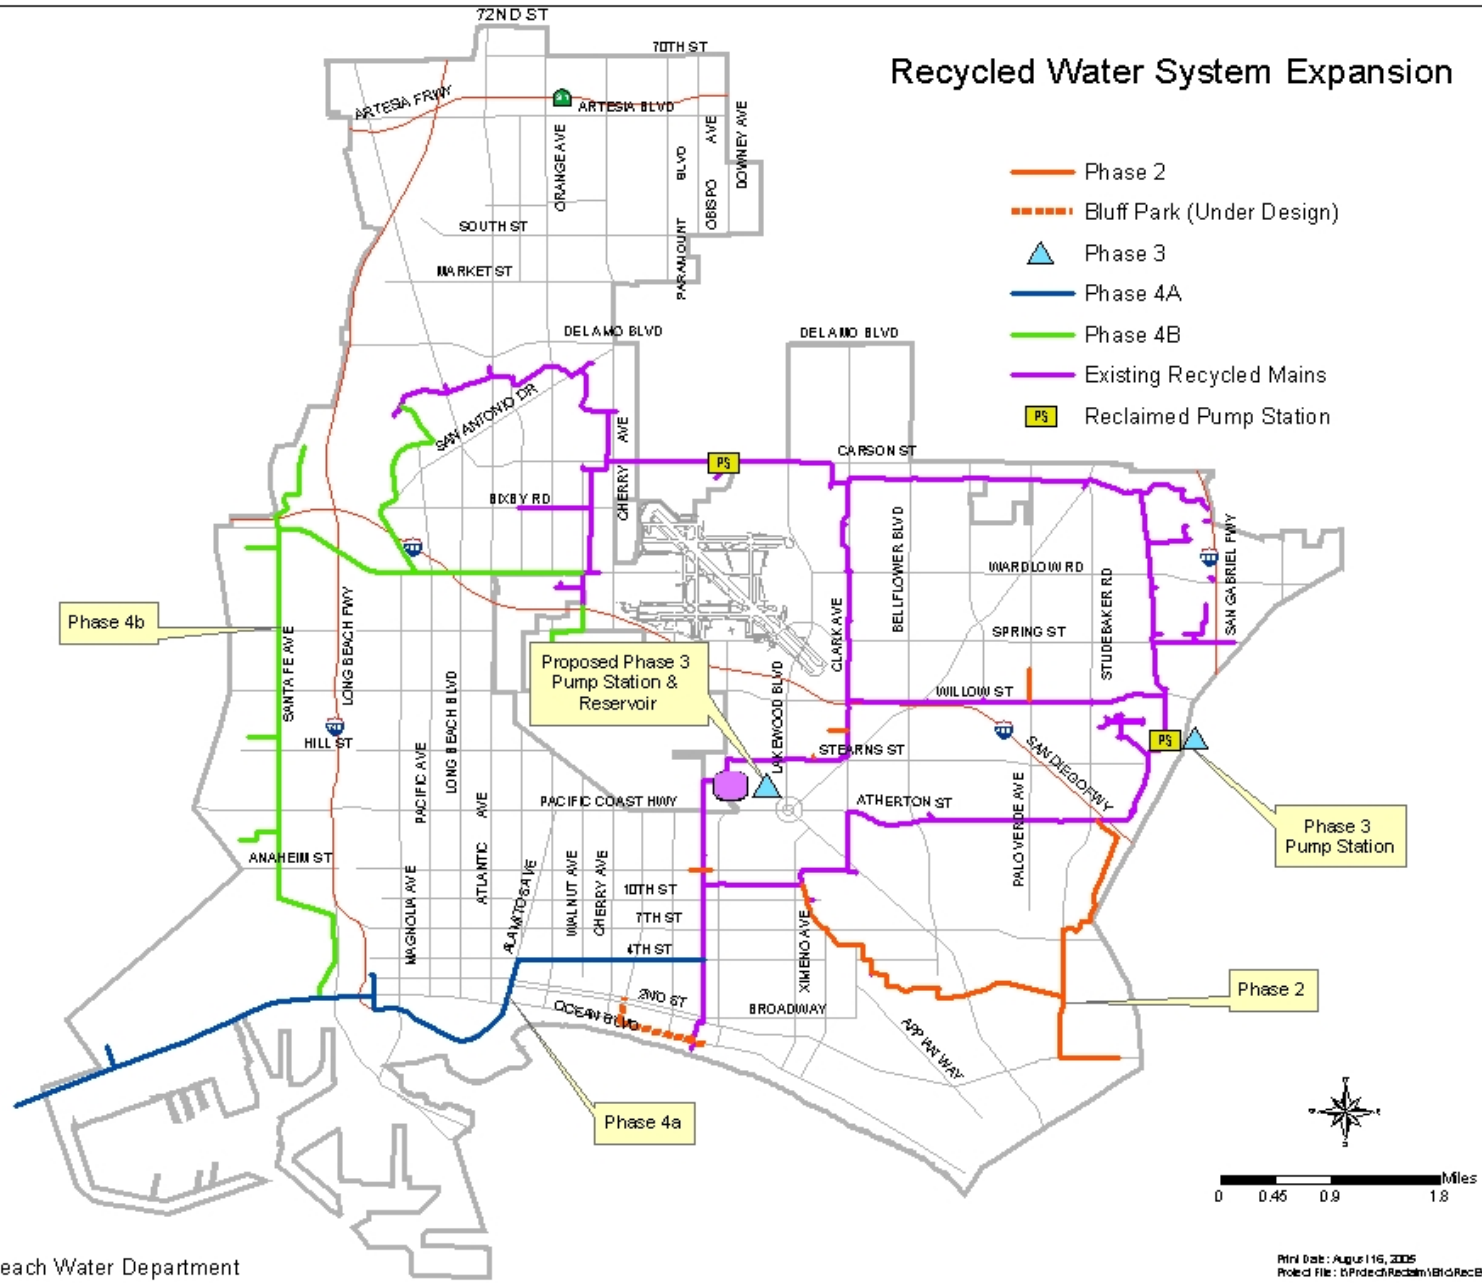 72ND ST
70TH ST
Recycled Water System Expansion
ARTESIA FRWY
91
ARTESIA BLVD
ORANGE AVE
PARAMOUNT BLVD
OBISPO AVE
DOWNEY AVE
SOUTH ST
MARKET ST
Phase 2
Bluff Park (Under Design)
Phase 3
Phase 4A
Phase 4B
Existing Recycled Mains
PS
Reclaimed Pump Station
DEL AMO BLVD
DEL AMO BLVD
SAN ANTONIO DR
CHERRY AVE
CARSON ST
PS
BIXBY RD
BELLFLOWER BLVD
WARDLOW RD
SAN GABRIEL FWY
STUDEBAKER RD
SPRING ST
CLARK AVE
Phase 4b
SANTA FE AVE
LONG BEACH FWY
LONG BEACH BLVD
Proposed Phase 3
Pump Station &
Reservoir
LAKEWOOD BLVD
WILLOW ST
HILL ST
STEARNS ST
SAN DIEGO FWY
PS
PACIFIC AVE
PACIFIC COAST HWY
ATHERTON ST
PALO VERDE AVE
Phase 3
Pump Station
ANAHEIM ST
MAGNOLIA AVE
ATLANTIC AVE
ALAMITOS AVE
WALNUT AVE
CHERRY AVE
10TH ST
7TH ST
4TH ST
XIMENO AVE
2ND ST
OCEAN BLVD
BROADWAY
APPIAN WAY
Phase 2
Phase 4a
Miles
0 0.45 0.9 1.8
each Water Department
Print Date: August 16, 2005